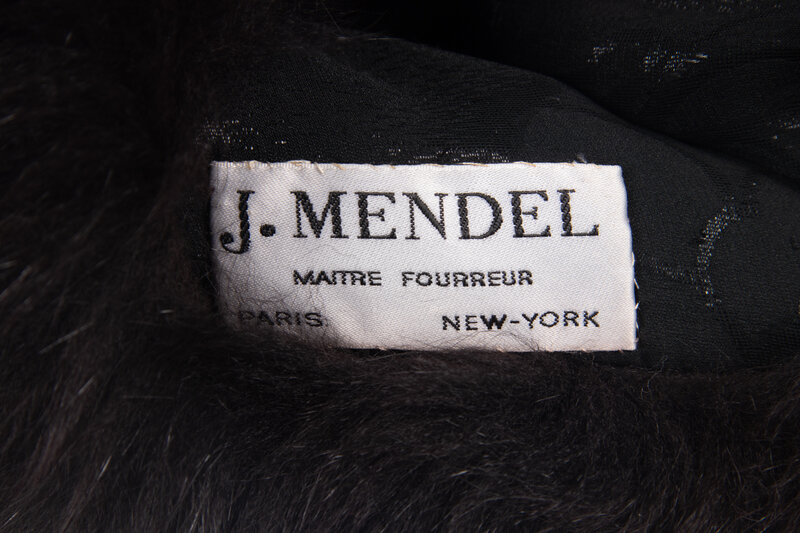 J. MENDEL
MAITRE FOURREUR
PARIS NEW-YORK